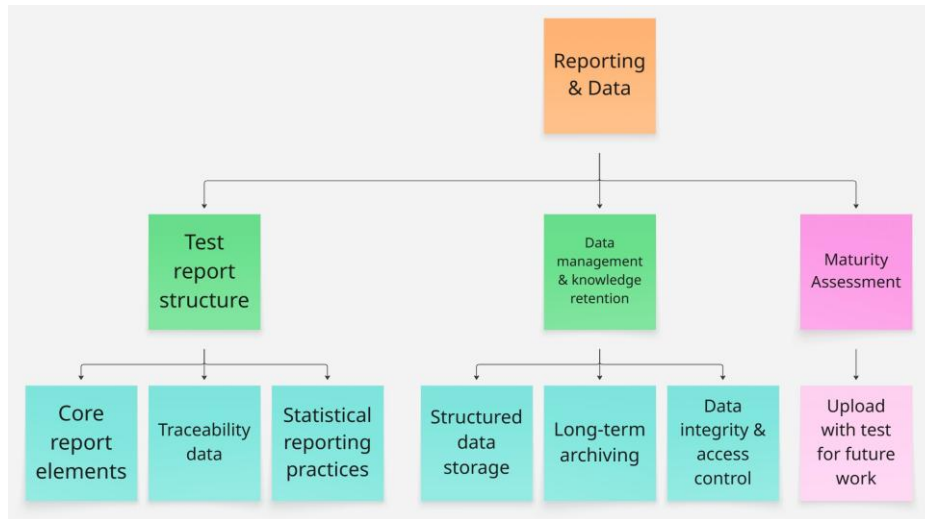 Reporting
& Data
Test
report
structure
Data
management
& knowledge
retention
Maturity
Assessment
Core
report
elements
Traceability
data
Statistical
reporting
practices
Structured
data
storage
Long-term
archiving
Data
integrity &
access
control
Upload
with test
for future
work